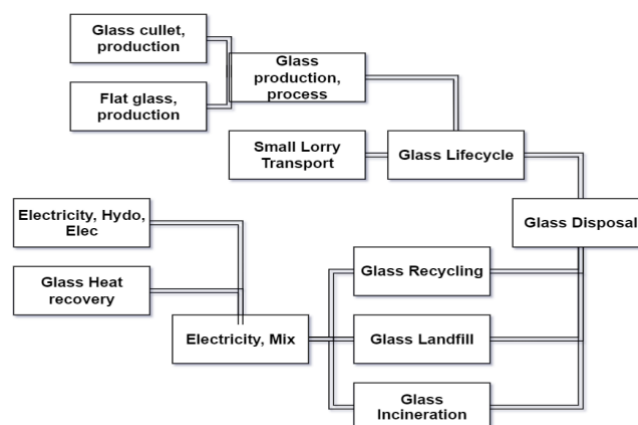 Glass cullet,
production
Glass
production,
process
Flat glass,
production
Small Lorry
Transport
Glass Lifecycle
Electricity, Hydo,
Elec
Glass Disposal
Glass Heat
recovery
Glass Recycling
Electricity, Mix
Glass Landfill
Glass
Incineration